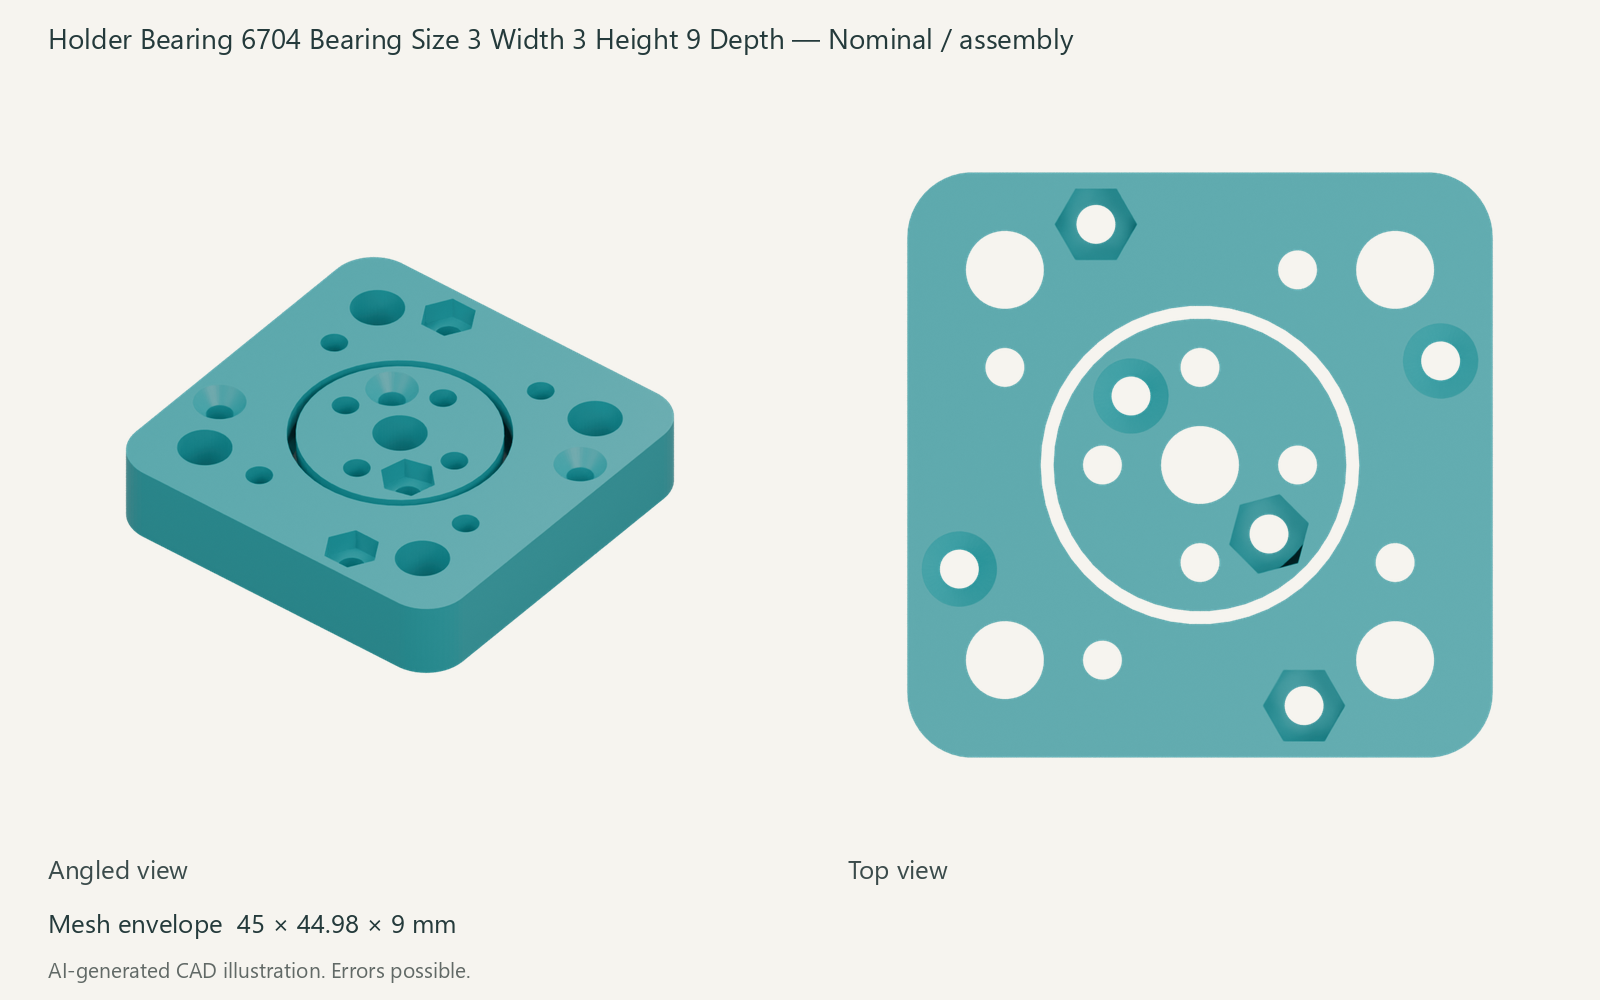 Holder Bearing 6704 Bearing Size 3 Width 3 Height 9 Depth — Nominal / assembly
Angled view
Top view
Mesh envelope 45 × 44.98 × 9 mm
AI-generated CAD illustration. Errors possible.